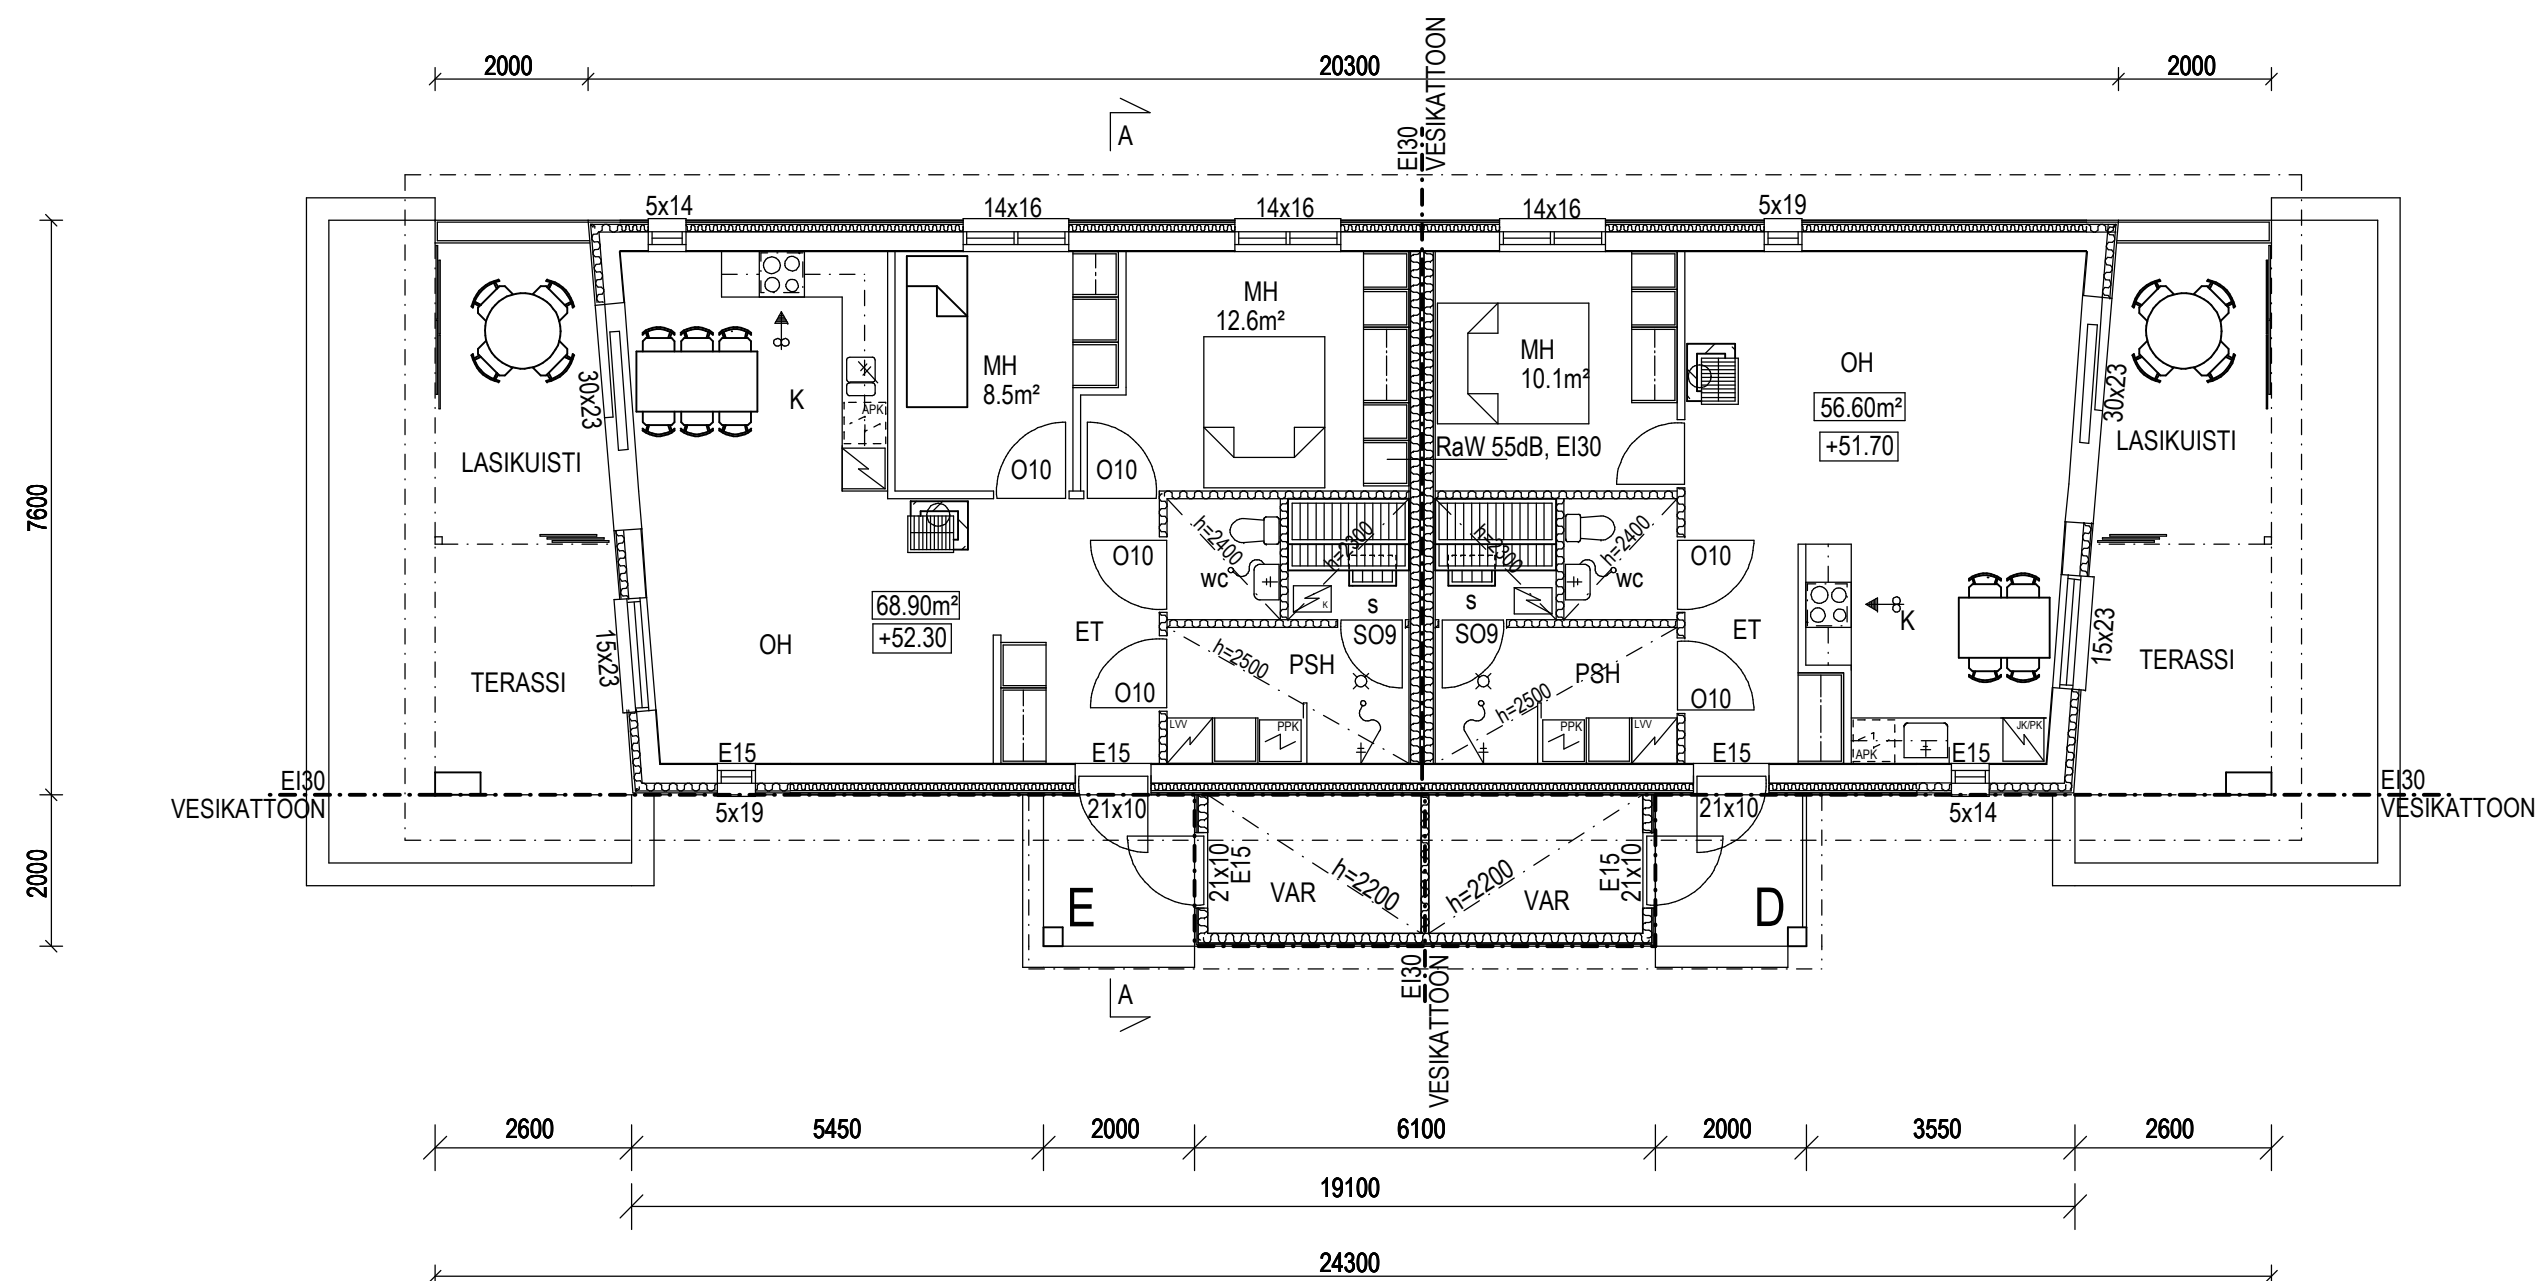 2000
20300
2000
EI30
VESIKATTOON
A
5x14
14x16
14x16
14x16
5x19
MH
12.6m²
MH
8.5m²
MH
10.1m²
OH
56.60m²
+51.70
K
APK
30x23
30x23
LASIKUISTI
LASIKUISTI
RaW 55dB, EI30
O10
O10
7600
h=2400
h=2300
h=2300
h=2400
O10
wc
K
s
s
wc
O10
68.90m²
+52.30
OH
ET
SO9
SO9
ET
K
15x23
15x23
TERASSI
TERASSI
h=2500
PSH
PSH
h=2500
O10
O10
LVV
PPK
PPK
LVV
APK
JK/PK
E15
E15
E15
E15
EI30
VESIKATTOON
EI30
VESIKATTOON
5x19
21x10
21x10
5x14
2000
E
21x10
E15
VAR
h=2200
h=2200
VAR
E15
21x10
D
A
EI30
VESIKATTOON
2600
5450
2000
6100
2000
3550
2600
19100
24300